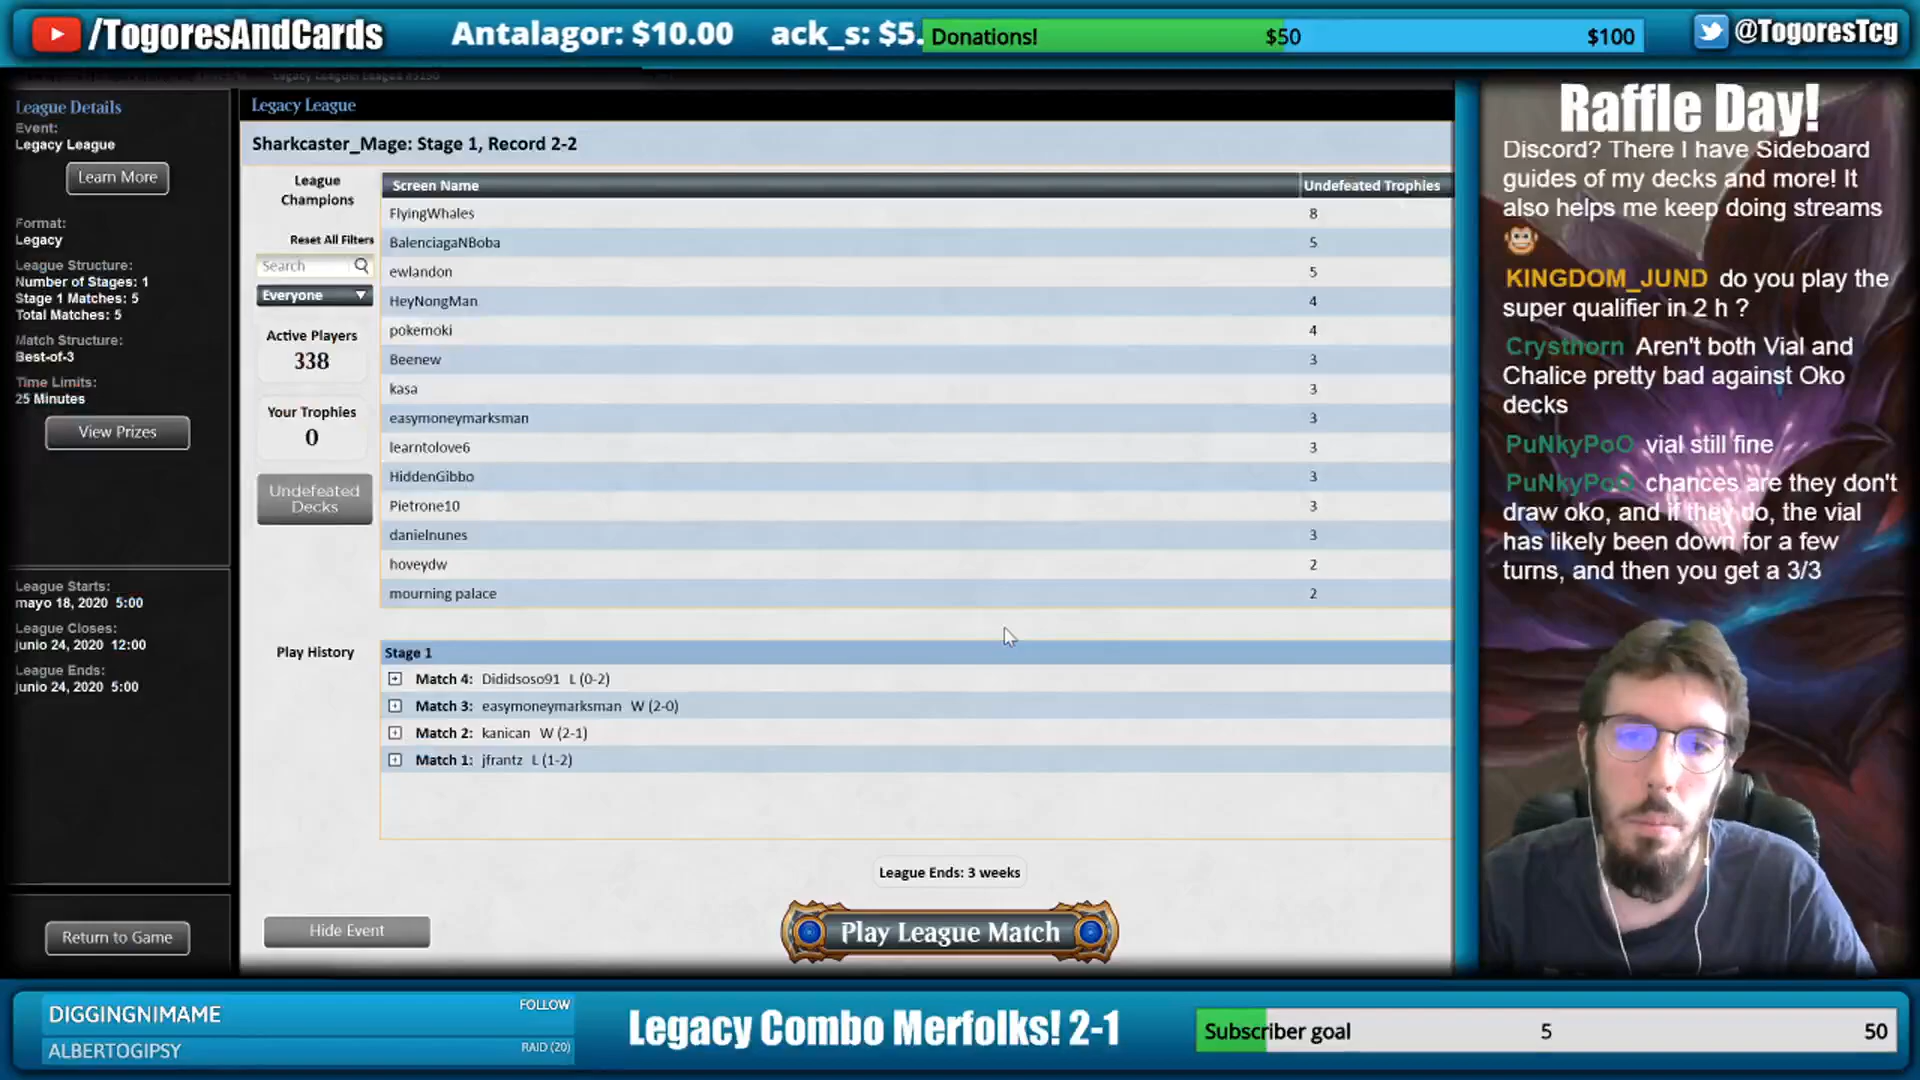 /TogoresAndCards
Antalagor: $10.00 ack_s: $5.
Donations! $50 $100
@TogoresTcg
League Details
Event:
Legacy League
Learn More
Format:
Legacy
League Structure:
Number of Stages: 1
Stage 1 Matches: 5
Total Matches: 5
Match Structure:
Best-of-3
Time Limits:
25 Minutes
View Prizes
League Starts:
mayo 18, 2020 5:00
League Closes:
junio 24, 2020 12:00
League Ends:
junio 24, 2020 5:00
Return to Game
Legacy League
Sharkcaster_Mage: Stage 1, Record 2-2
League
Champions
Reset All Filters
Search
Everyone
Active Players
338
Your Trophies
0
Undefeated
Decks
Screen Name Undefeated Trophies
FlyingWhales 8
BalenciagaNBoba 5
ewlandon 5
HeyNongMan 4
pokemoki 4
Beenew 3
kasa 3
easymoneymarksman 3
learntolove6 3
HiddenGibbo 3
Pietrone10 3
danielnunes 3
hoveydw 2
mourning palace 2
Play History
Stage 1
Match 4: Dididsoso91 L (0-2)
Match 3: easymoneymarksman W (2-0)
Match 2: kanican W (2-1)
Match 1: jfrantz L (1-2)
League Ends: 3 weeks
Hide Event
Play League Match
Raffle Day!
Discord? There I have Sideboard
guides of my decks and more! It
also helps me keep doing streams
KINGDOM_JUND do you play the
super qualifier in 2 h ?
Crysthorn Aren't both Vial and
Chalice pretty bad against Oko
decks
PuNkyPoO vial still fine
PuNkyPoO chances are they don't
draw oko, and if they do, the vial
has likely been down for a few
turns, and then you get a 3/3
DIGGINGNIMAME FOLLOW
ALBERTOGIPSY RAID (20)
Legacy Combo Merfolks! 2-1
Subscriber goal 5 50